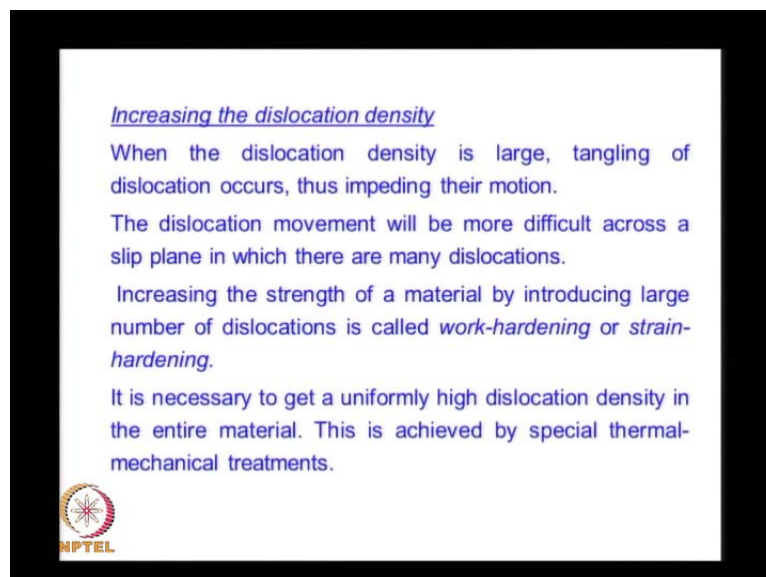 Increasing the dislocation density
When the dislocation density is large, tangling of
dislocation occurs, thus impeding their motion.
The dislocation movement will be more difficult across a
slip plane in which there are many dislocations.
Increasing the strength of a material by introducing large
number of dislocations is called work-hardening or strain-
hardening.
It is necessary to get a uniformly high dislocation density in
the entire material. This is achieved by special thermal-
mechanical treatments.
NPTEL